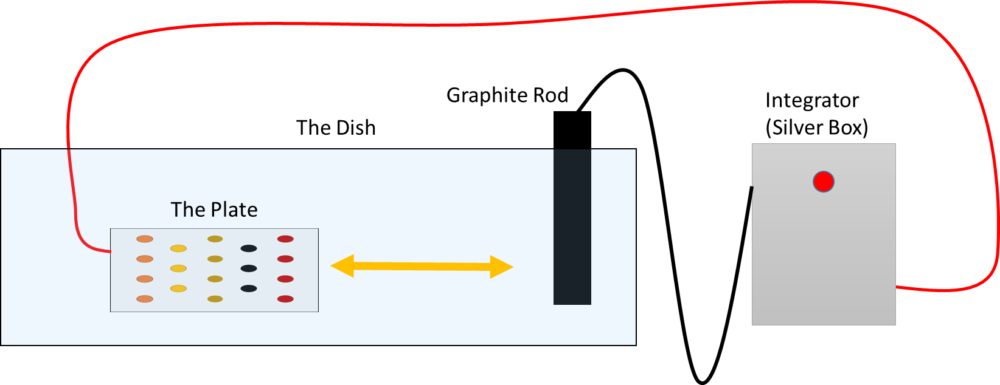 Graphite Rod
Integrator
(Silver Box)
The Dish
The Plate